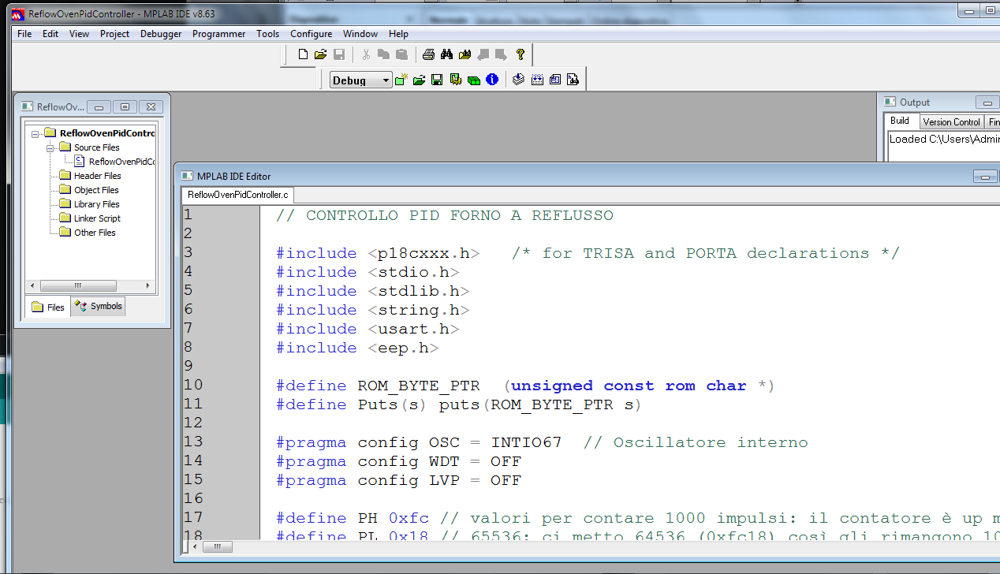 ReflowOvenPidController - MPLAB IDE v8.63
File Edit View Project Debugger Programmer Tools Configure Window Help
Debug
ReflowOv...
ReflowOvenPidContro
Source Files
ReflowOvenPidCo
Header Files
Object Files
Library Files
Linker Script
Other Files
Files Symbols
Output
Build Version Control Fin
Loaded C:\Users\Admin
MPLAB IDE Editor
ReflowOvenPidController.c
1 // CONTROLLO PID FORNO A REFLUSSO
2
3 #include <p18cxxx.h> /* for TRISA and PORTA declarations */
4 #include <stdio.h>
5 #include <stdlib.h>
6 #include <string.h>
7 #include <usart.h>
8 #include <eep.h>
9
10 #define ROM_BYTE_PTR (unsigned const rom char *)
11 #define Puts(s) puts(ROM_BYTE_PTR s)
12
13 #pragma config OSC = INTIO67 // Oscillatore interno
14 #pragma config WDT = OFF
15 #pragma config LVP = OFF
16
17 #define PH 0xfc // valori per contare 1000 impulsi: il contatore è up m
18 #define PL 0x18 // 65536: ci metto 64536 (0xfc18) così gli rimangono 10